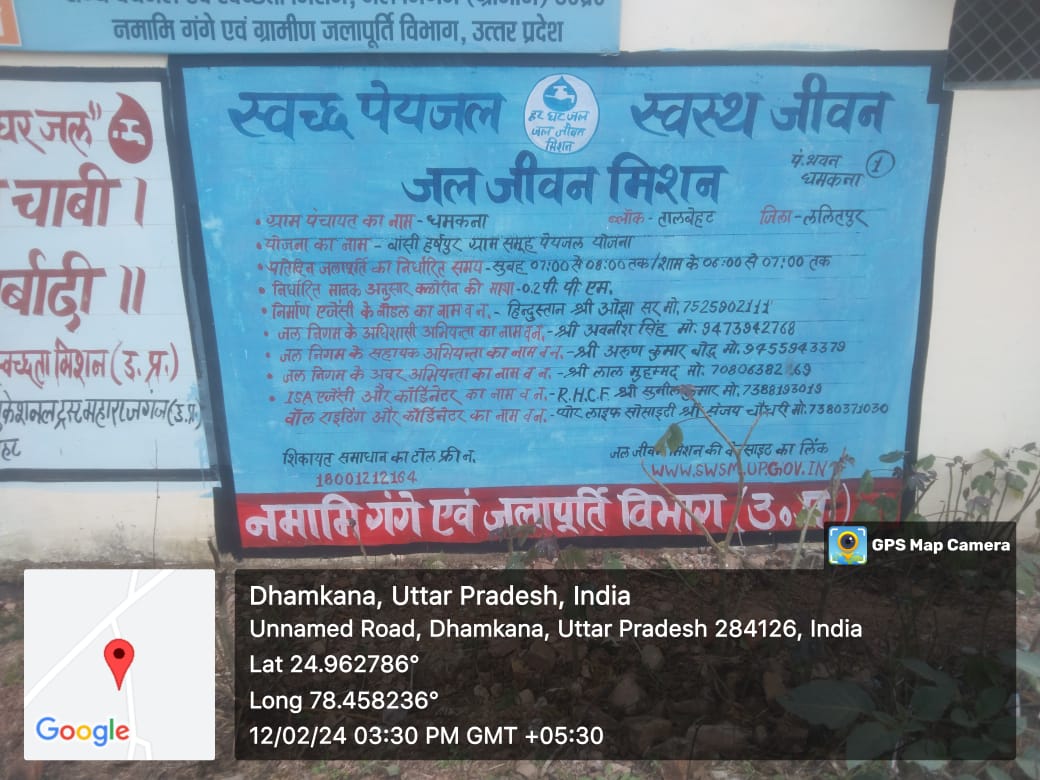 नमामि गंगे एवं ग्रामीण जलापूर्ति विभाग, उत्तर प्रदेश
घर जल"
चाबी ।
र्बादी ॥
स्वच्छता मिशन (उ.प्र.)
केशनल ट्रस्ट महाराजगंज (उ.प्र.)
हट
स्वच्छ पेयजल
हर घर जल
जल जीवन
मिशन
स्वस्थ जीवन
जल जीवन मिशन
पं. भवन
धमकना
1
• ग्राम पंचायत का नाम - धमकना ब्लॉक - तालबेहट जिला - ललितपुर
• योजना का नाम - बांसी हर्षपुर ग्राम समूह पेयजल योजना
• प्रतिदिन जलापूर्ति का निर्धारित समय - सुबह 07:00 से 08:00 तक / शाम के 06:00 से 07:00 तक
• निर्धारित मानक अनुसार क्लोरीन की मात्रा - 0.2 पी. पी. एम.
• निर्माण एजेंसी के नोडल का नाम व न. - हिन्दुस्तान श्री ओझा सर मो. 7525902111
• जल निगम के अधिशासी अभियन्ता का नाम व न. - श्री अवनीश सिंह मो. 9473942768
• जल निगम के सहायक अभियन्ता का नाम व न. - श्री अरुण कुमार बौद्ध मो. 9455943379
• जल निगम के अवर अभियन्ता का नाम व न. - श्री लाल मुहम्मद मो.
• ISA एजेंसी और कॉर्डिनेटर का नाम व न. - R.H.C.F. श्री सुनील कुमार मो. 7388193019
वॉल राइटिंग और कॉर्डिनेटर का नाम व न. - प्योर लाइफ सोसाइटी श्री संजय चौधरी मो. 7380371030
शिकायत समाधान का टोल फ्री न.
18001212164
जल जीवन मिशन की वेबसाइट का लिंक
WWW.SWSM.UP.GOV.IN
नमामि गंगे एवं जलापूर्ति विभाग (उ.प्र.)
GPS Map Camera
Google
Dhamkana, Uttar Pradesh, India
Unnamed Road, Dhamkana, Uttar Pradesh 284126, India
Lat 24.962786°
Long 78.458236°
12/02/24 03:30 PM GMT +05:30